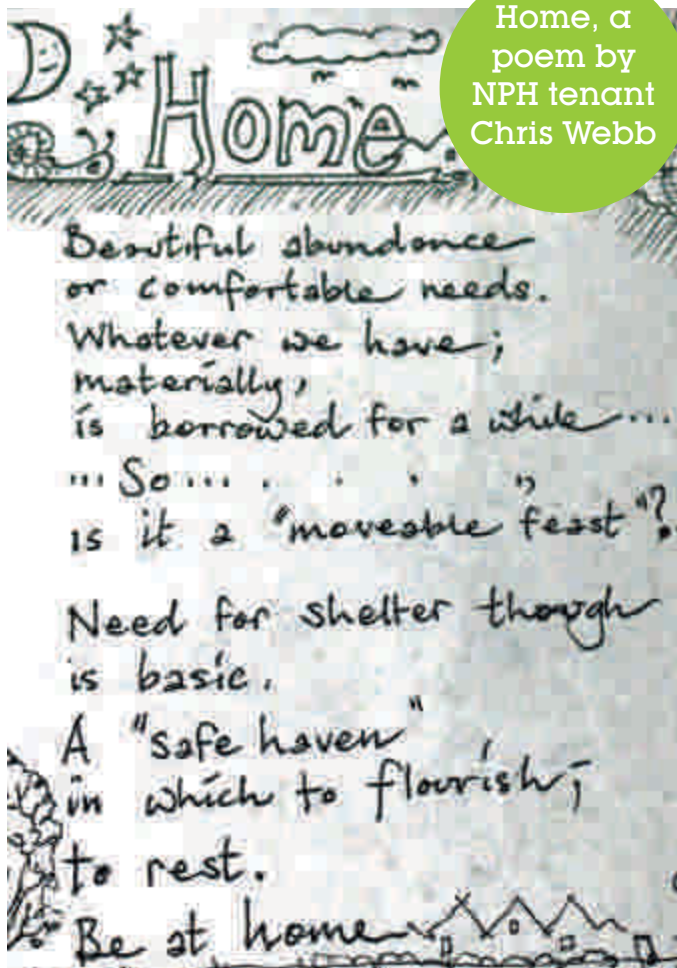 Home, a
poem by
NPH tenant
Chris Webb
Home
Beautiful abundance
or comfortable needs.
Whatever we have;
materially,
is borrowed for a while....
... So.... . . . ,,
is it a "moveable feast"?
Need for shelter though
is basic.
A "safe haven"
in which to flourish;
to rest.
Be at home